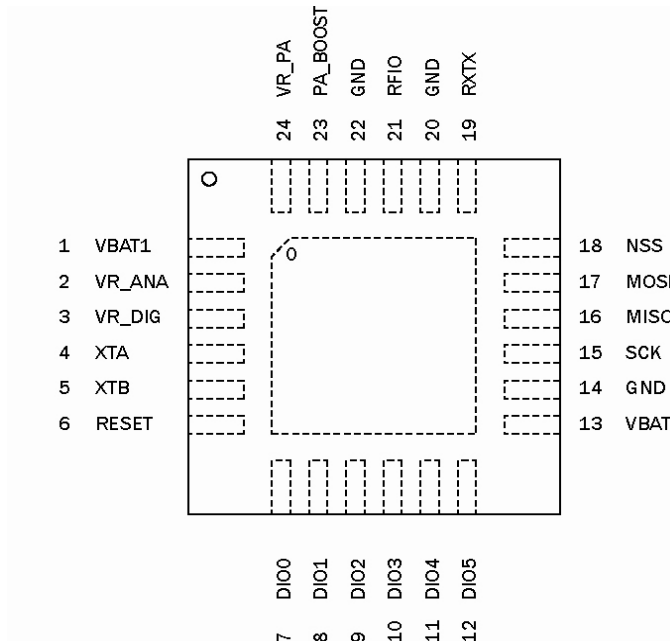 24 VR_PA
23 PA_BOOST
22 GND
21 RFIO
20 GND
19 RXTX
0
1 VBAT1
2 VR_ANA
3 VR_DIG
4 XTA
5 XTB
6 RESET
18 NSS
17 MOSI
16 MISO
15 SCK
14 GND
13 VBAT
7 DIO0
8 DIO1
9 DIO2
10 DIO3
11 DIO4
12 DIO5